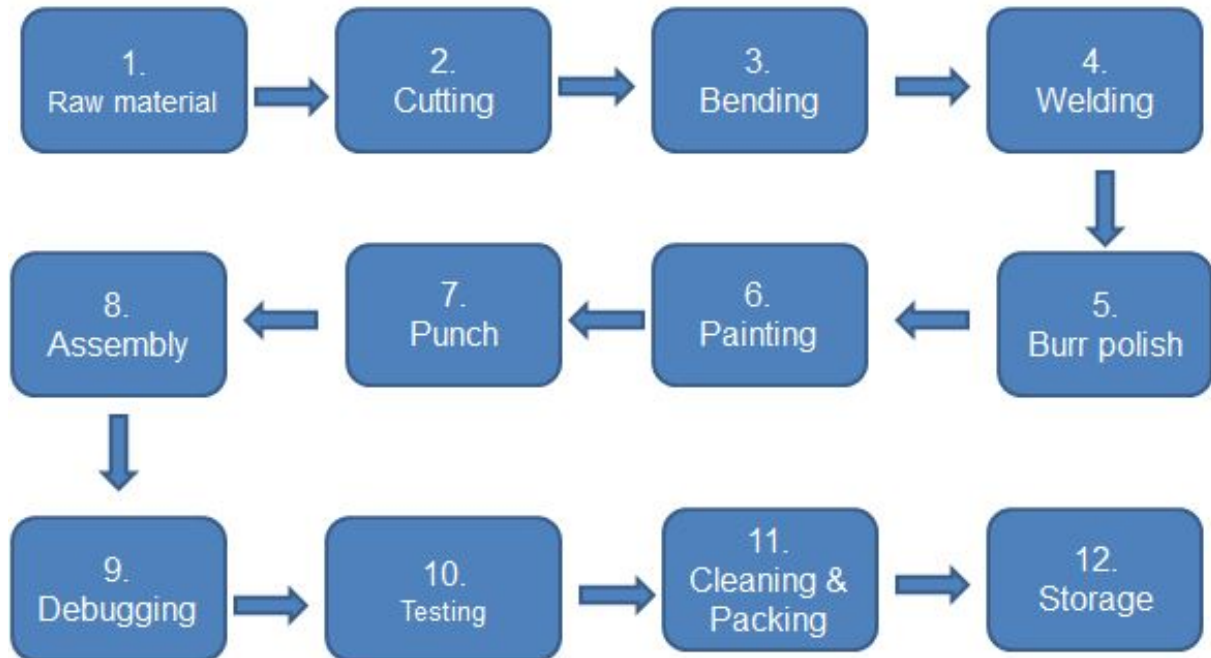 1.
Raw material
2.
Cutting
3.
Bending
4.
Welding
5.
Burr polish
6.
Painting
7.
Punch
8.
Assembly
9.
Debugging
10.
Testing
11.
Cleaning &
Packing
12.
Storage